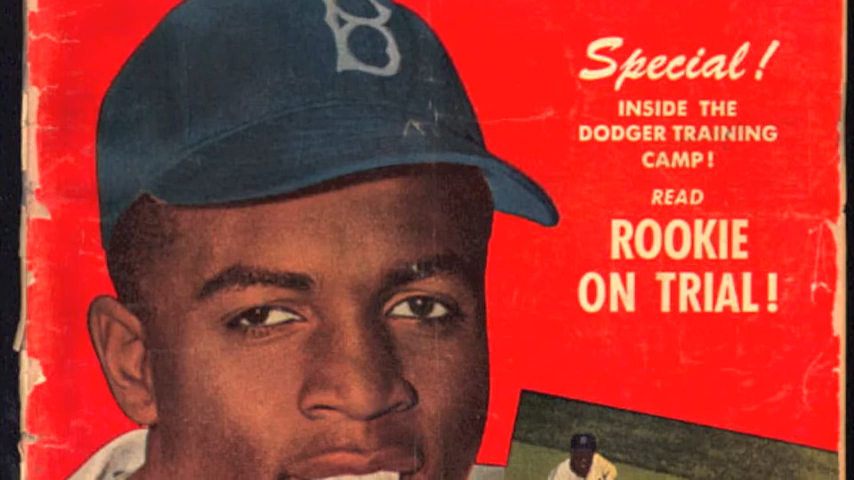 B
Special!
INSIDE THE
DODGER TRAINING
CAMP!
READ
ROOKIE
ON TRIAL!